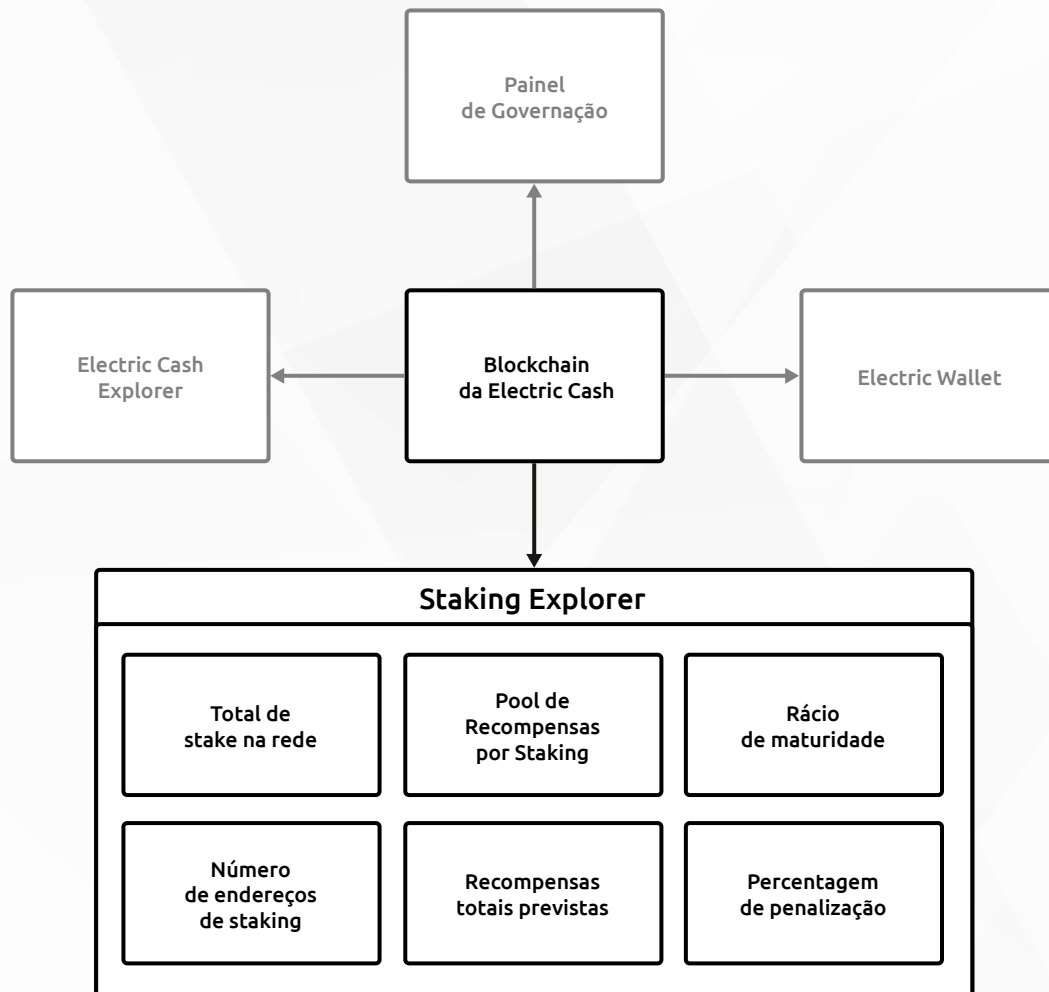 Painel
de Governação
Electric Cash
Explorer
Blockchain
da Electric Cash
Electric Wallet
Staking Explorer
Total de
stake na rede
Pool de
Recompensas
por Staking
Rácio
de maturidade
Número
de endereços
de staking
Recompensas
totais previstas
Percentagem
de penalização